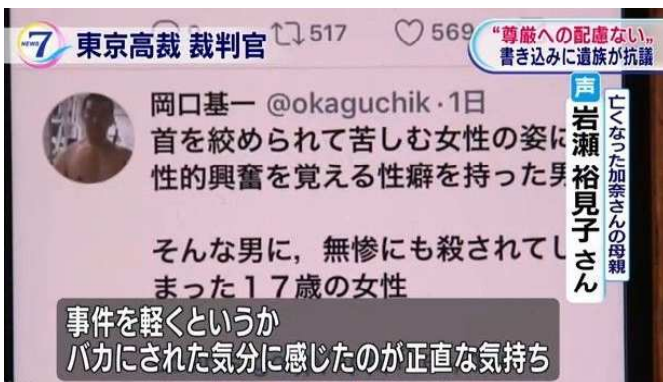 NEWS 7
東京高裁 裁判官
517
569
“尊厳への配慮ない„
書き込みに遺族が抗議
岡口基一 @okaguchik・1日
首を絞められて苦しむ女性の姿に
性的興奮を覚える性癖を持った男
そんな男に,無惨にも殺されてし
まった17歳の女性
声 岩瀬 裕見子 さん
亡くなった加奈さんの母親
事件を軽くというか
バカにされた気分に感じたのが正直な気持ち